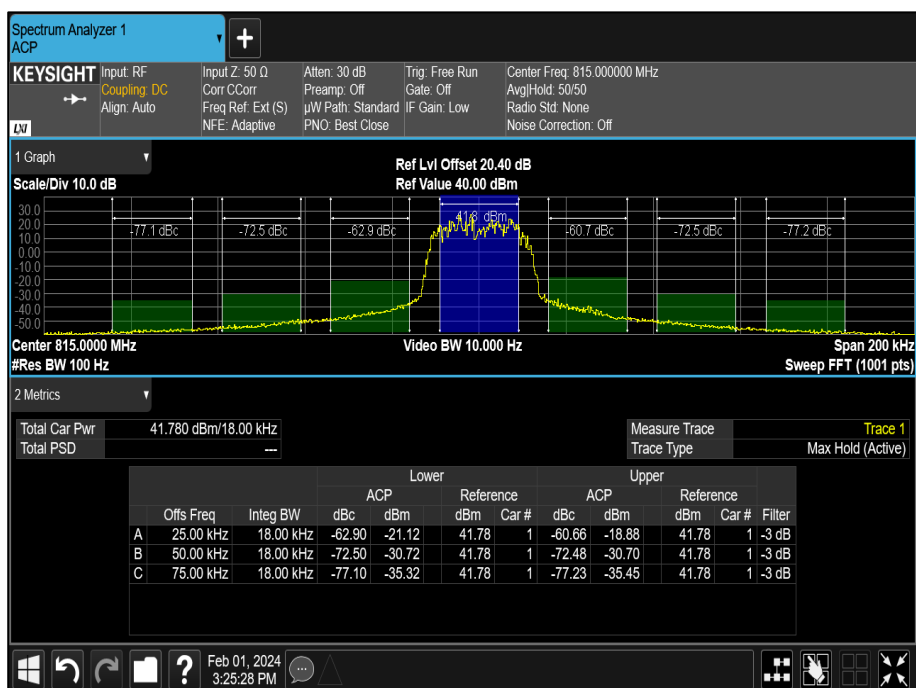 Spectrum Analyzer 1
ACP
KEYSIGHT
LXI
Input: RF
Coupling: DC
Align: Auto
Input Z: 50 Ω
Corr CCorr
Freq Ref: Ext (S)
NFE: Adaptive
Atten: 30 dB
Preamp: Off
µW Path: Standard
PNO: Best Close
Trig: Free Run
Gate: Off
IF Gain: Low
Center Freq: 815.000000 MHz
Avg|Hold: 50/50
Radio Std: None
Noise Correction: Off
1 Graph
Scale/Div 10.0 dB
Ref Lvl Offset 20.40 dB
Ref Value 40.00 dBm
30.0
20.0
10.0
0.00
-10.0
-20.0
-30.0
-40.0
-50.0
-77.1 dBc -72.5 dBc -62.9 dBc 41.8 dBm -60.7 dBc -72.5 dBc -77.2 dBc
Center 815.0000 MHz Video BW 10.000 Hz Span 200 kHz
#Res BW 100 Hz Sweep FFT (1001 pts)
2 Metrics
Total Car Pwr 41.780 dBm/18.00 kHz
Total PSD ---
Measure Trace Trace 1
Trace Type Max Hold (Active)
Lower Upper
ACP Reference ACP Reference
Offs Freq Integ BW dBc dBm dBm Car # dBc dBm dBm Car # Filter
A 25.00 kHz 18.00 kHz -62.90 -21.12 41.78 1 -60.66 -18.88 41.78 1 -3 dB
B 50.00 kHz 18.00 kHz -72.50 -30.72 41.78 1 -72.48 -30.70 41.78 1 -3 dB
C 75.00 kHz 18.00 kHz -77.10 -35.32 41.78 1 -77.23 -35.45 41.78 1 -3 dB
Feb 01, 2024
3:25:28 PM